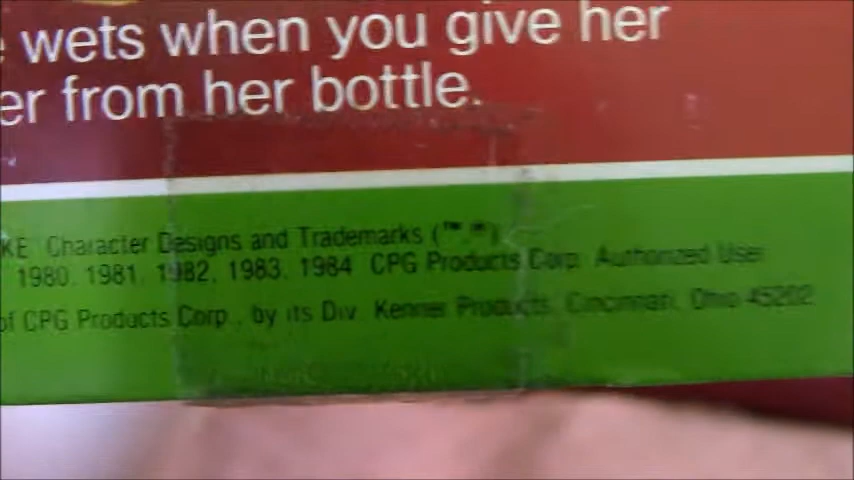 wets when you give her
er from her bottle.
KE Character Designs and Trademarks (™,®)
1980, 1981, 1982, 1983, 1984 CPG Products Corp. Authorized User
of CPG Products Corp., by its Div. Kenner Products, Cincinnati, Ohio 45202